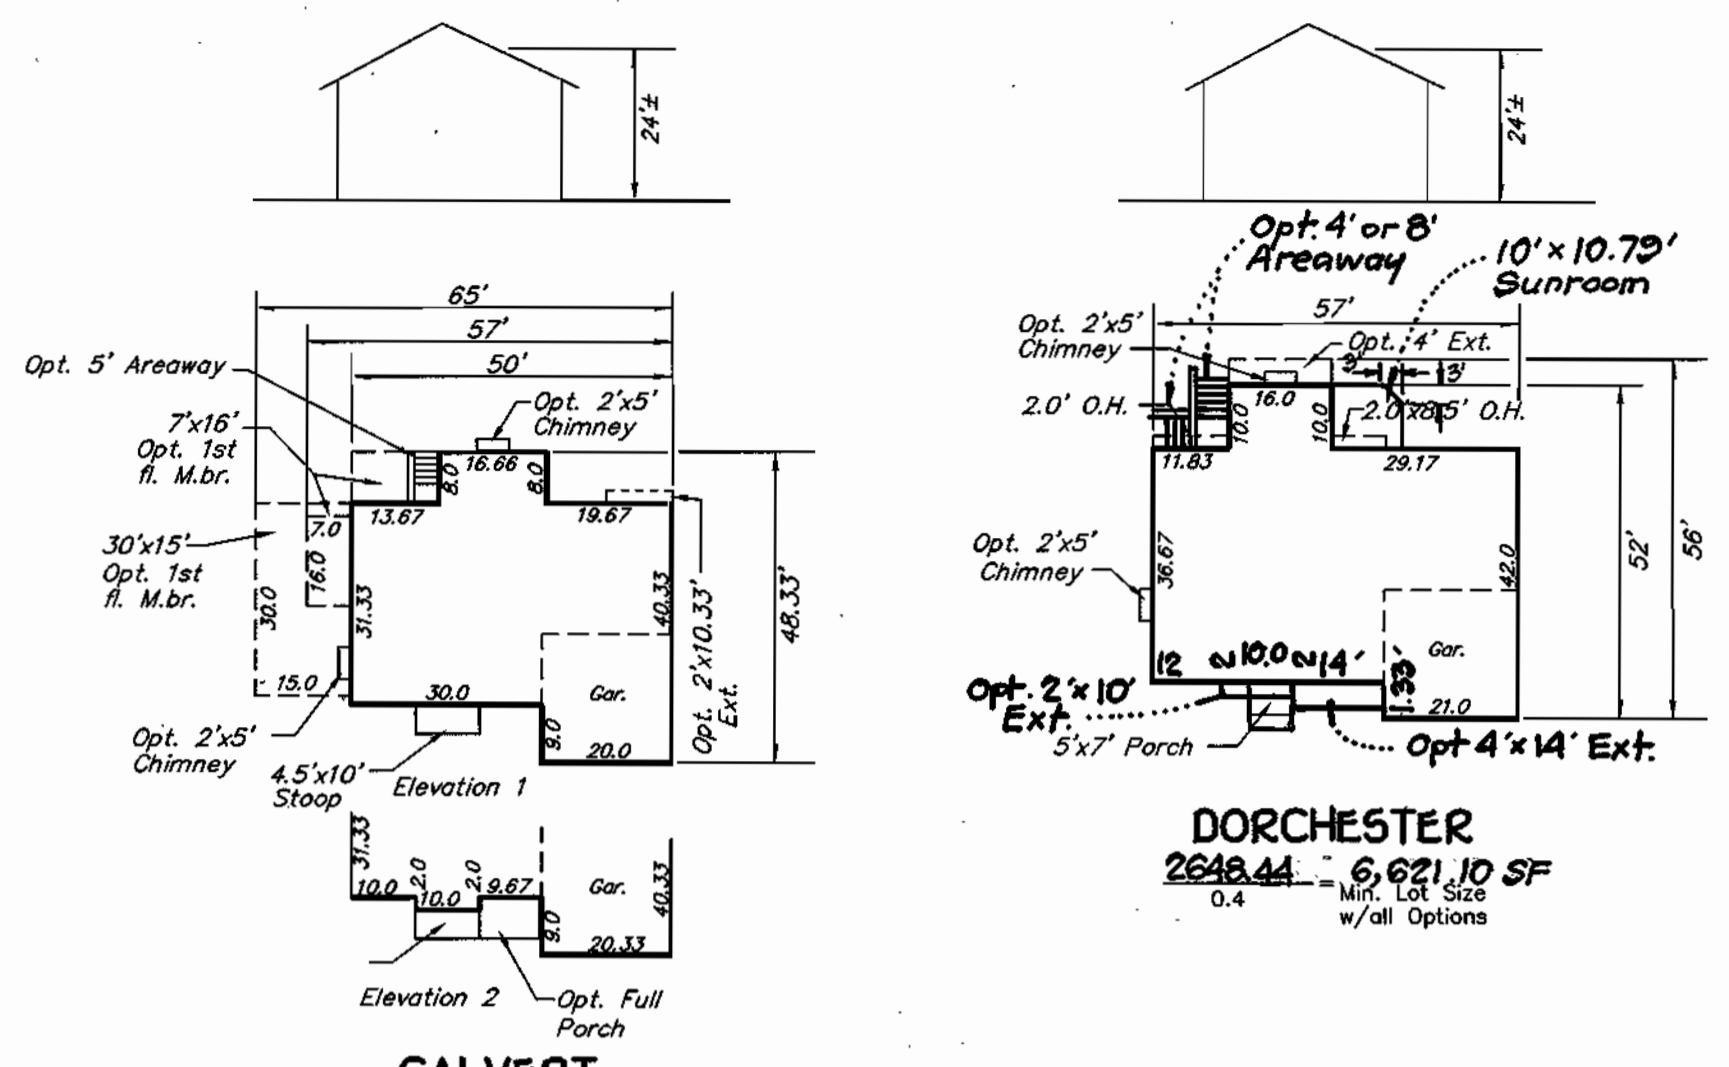 24'±
65'
57'
50'
Opt. 5' Areaway
7'x16'
Opt. 1st
fl. M.br.
Opt. 2'x5'
Chimney
16.66
8.0
8.0
13.67
19.67
7.0
16.0
30'x15'
Opt. 1st
fl. M.br.
30.0
15.0
31.33
40.33
48.33'
Opt. 2'x10.33'
Ext.
30.0
Gar.
9.0
20.0
Opt. 2'x5'
Chimney
4.5'x10'
Stoop
Elevation 1
31.33
10.0
2.0
10.0
2.0
9.67
Gar.
40.33
9.0
20.33
Elevation 2
Opt. Full
Porch
CALVERT
24'±
Opt. 4' or 8'
Areaway
10'x10.79'
Sunroom
57'
Opt. 2'x5'
Chimney
Opt. 4' Ext.
3'
3'
2.0' O.H.
16.0
10.0
10.0
2.0'x8.5' O.H.
11.83
29.17
Opt. 2'x5'
Chimney
36.67
42.0
52'
56'
12
2
10.0
2
14'
Gar.
1.33'
21.0
Opt. 2'x10'
Ext.
5'x7' Porch
Opt 4'x14' Ext.
DORCHESTER
2648.44 = 6,621.10 SF
0.4
Min. Lot Size
w/all Options